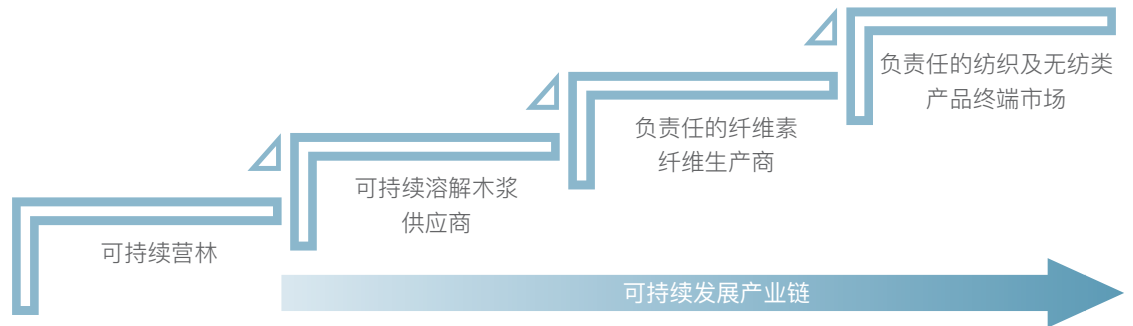 可持续营林
可持续溶解木浆
供应商
负责任的纤维素
纤维生产商
负责任的纺织及无纺类
产品终端市场
可持续发展产业链